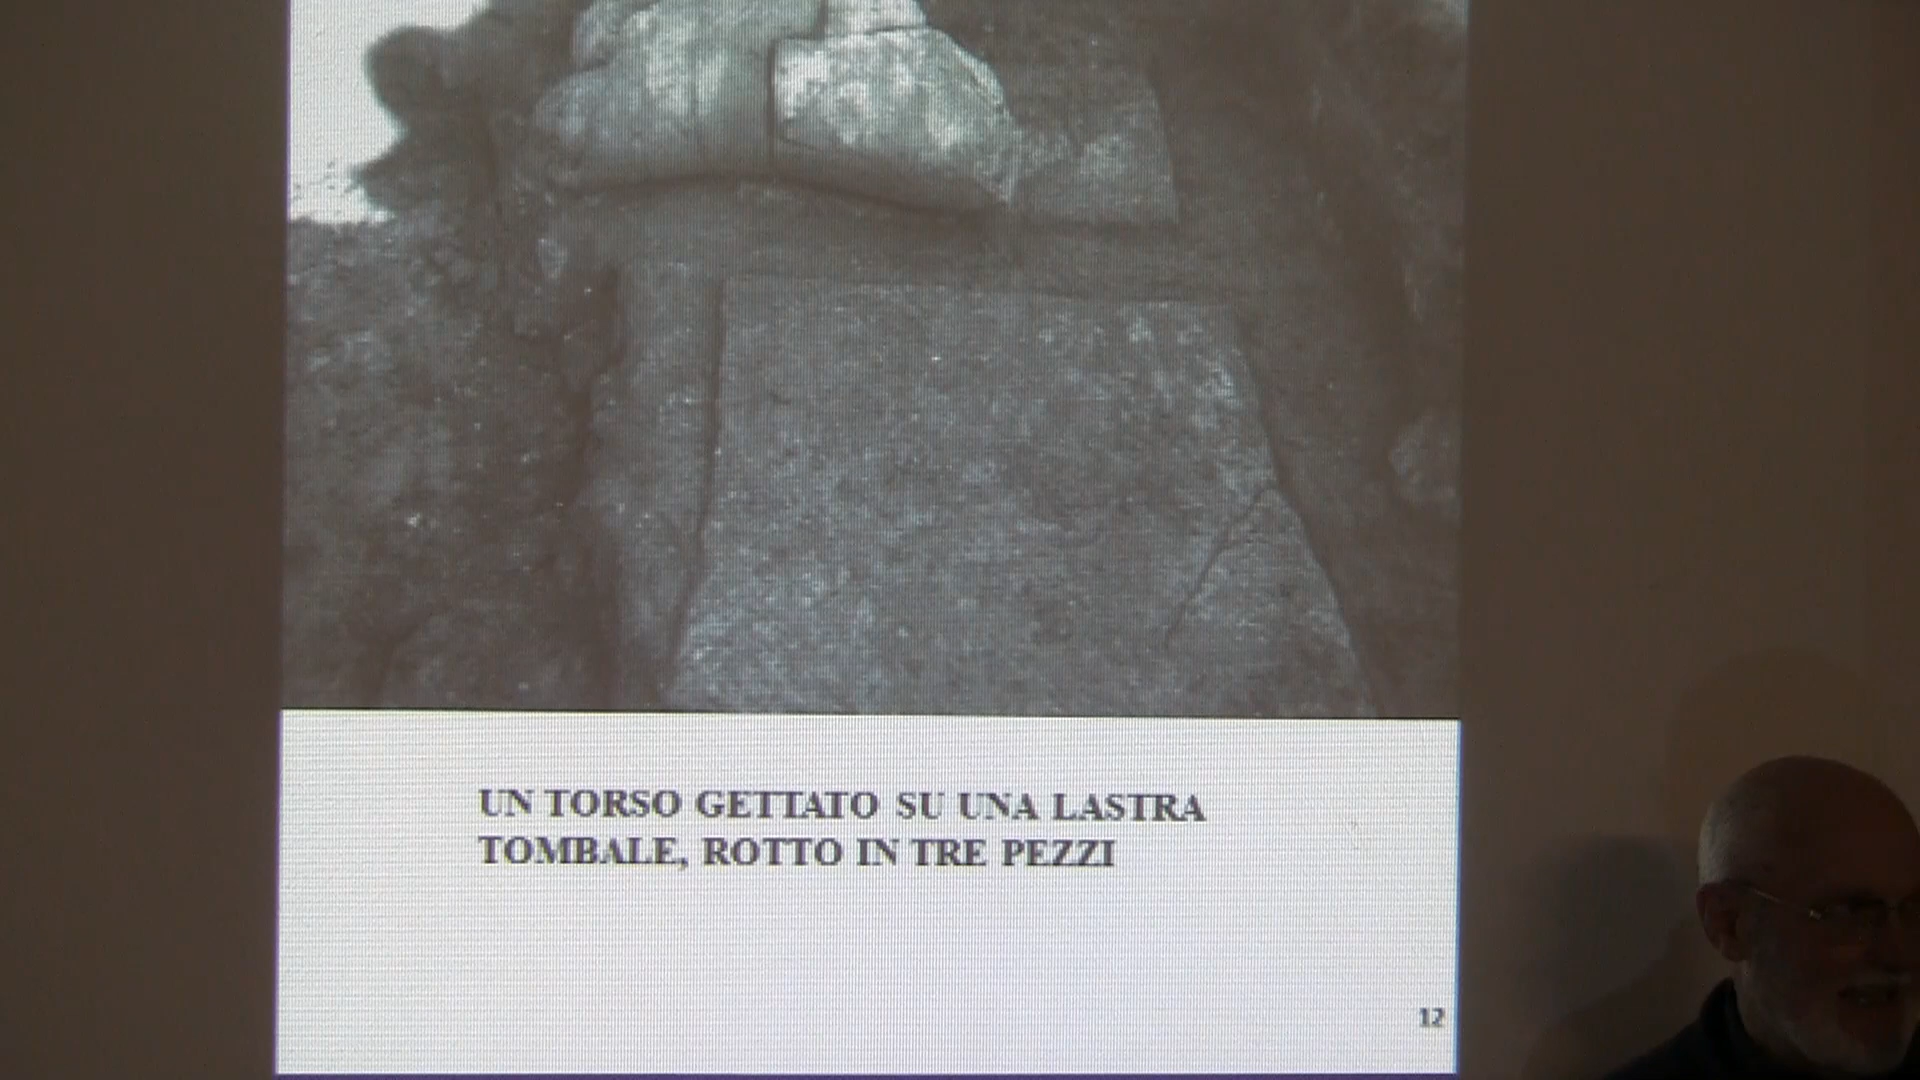 UN TORSO GETTATO SU UNA LASTRA
TOMBALE, ROTTO IN TRE PEZZI
12